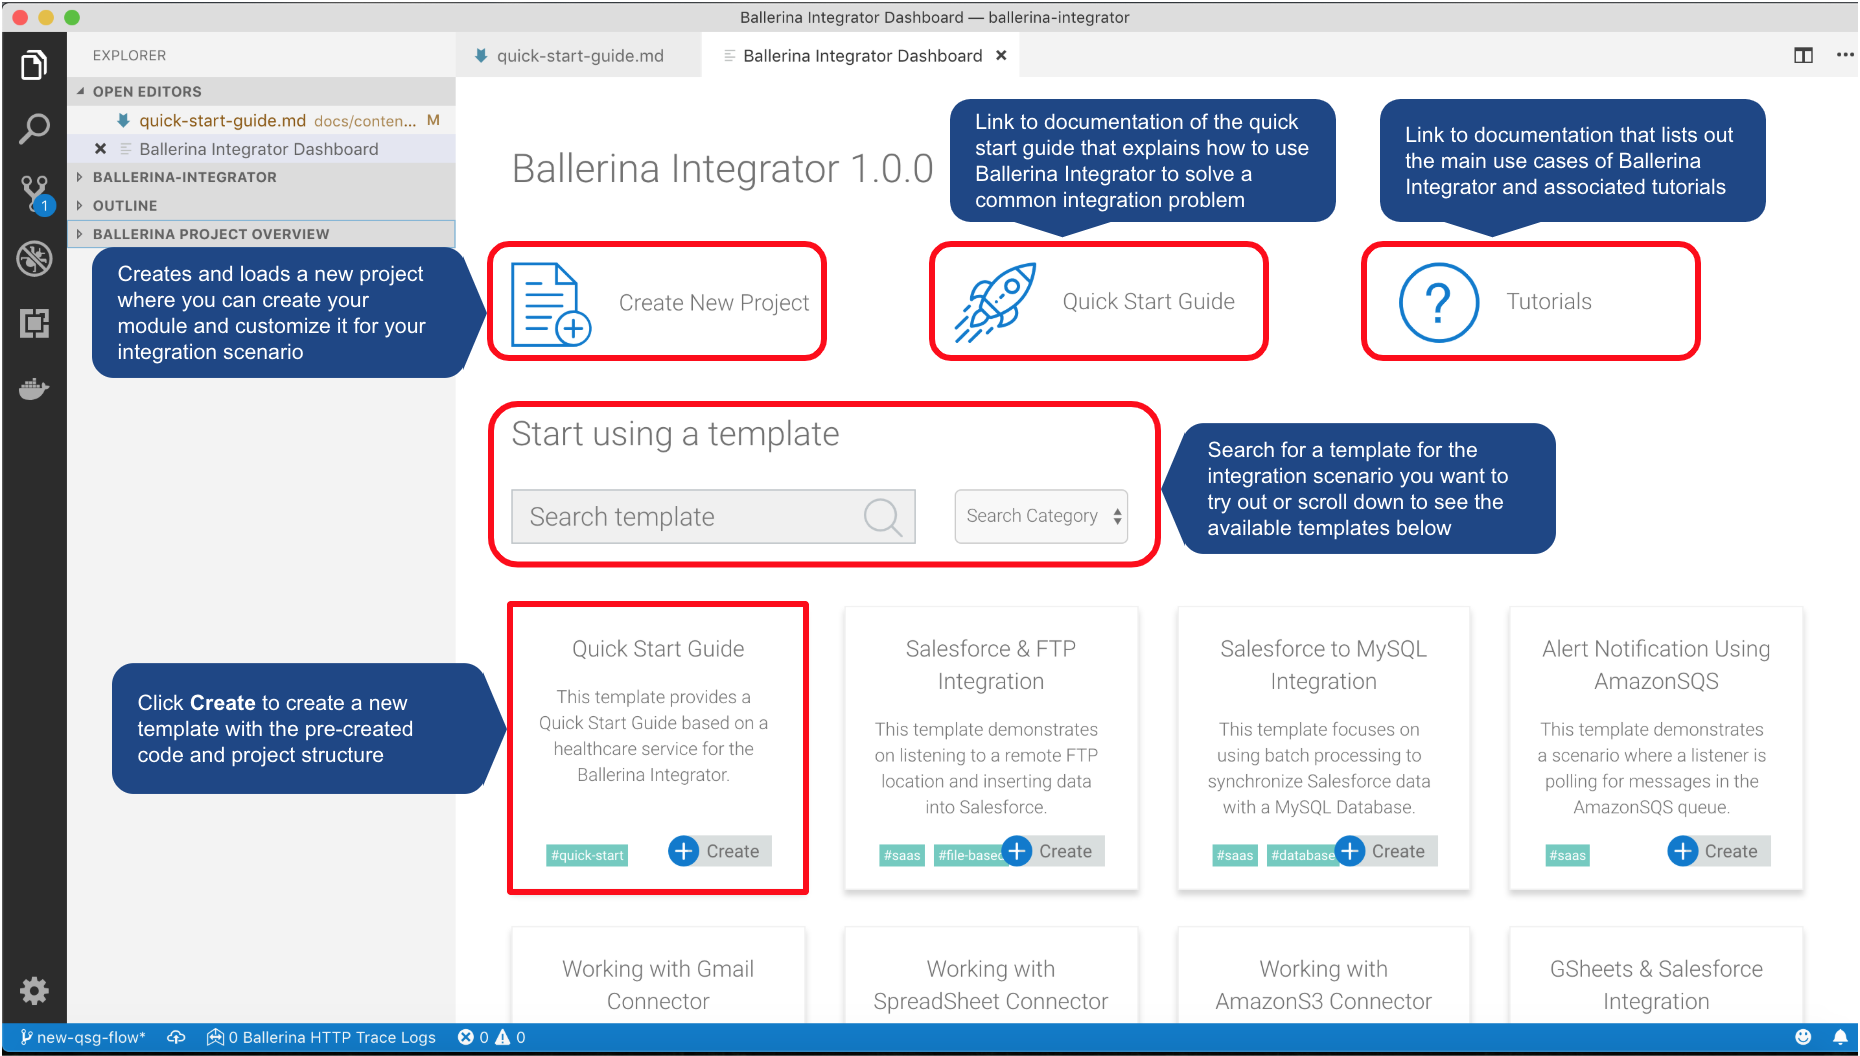 Ballerina Integrator Dashboard — ballerina-integrator
EXPLORER
quick-start-guide.md
Ballerina Integrator Dashboard
OPEN EDITORS
quick-start-guide.md docs/conten... M
Ballerina Integrator Dashboard
BALLERINA-INTEGRATOR
1
OUTLINE
BALLERINA PROJECT OVERVIEW
Ballerina Integrator 1.0.0
Link to documentation of the quick
start guide that explains how to use
Ballerina Integrator to solve a
common integration problem
Link to documentation that lists out
the main use cases of Ballerina
Integrator and associated tutorials
Creates and loads a new project
where you can create your
module and customize it for your
integration scenario
Create New Project
Quick Start Guide
?
Tutorials
Start using a template
Search template
Search Category
Search for a template for the
integration scenario you want to
try out or scroll down to see the
available templates below
Click Create to create a new
template with the pre-created
code and project structure
Quick Start Guide
This template provides a
Quick Start Guide based on a
healthcare service for the
Ballerina Integrator.
#quick-start
Create
Salesforce & FTP
Integration
This template demonstrates
on listening to a remote FTP
location and inserting data
into Salesforce.
#saas #file-based
Create
Salesforce to MySQL
Integration
This template focuses on
using batch processing to
synchronize Salesforce data
with a MySQL Database.
#saas #database
Create
Alert Notification Using
AmazonSQS
This template demonstrates
a scenario where a listener is
polling for messages in the
AmazonSQS queue.
#saas
Create
Working with Gmail
Connector
Working with
SpreadSheet Connector
Working with
AmazonS3 Connector
GSheets & Salesforce
Integration
new-qsg-flow* 0 Ballerina HTTP Trace Logs 0 0